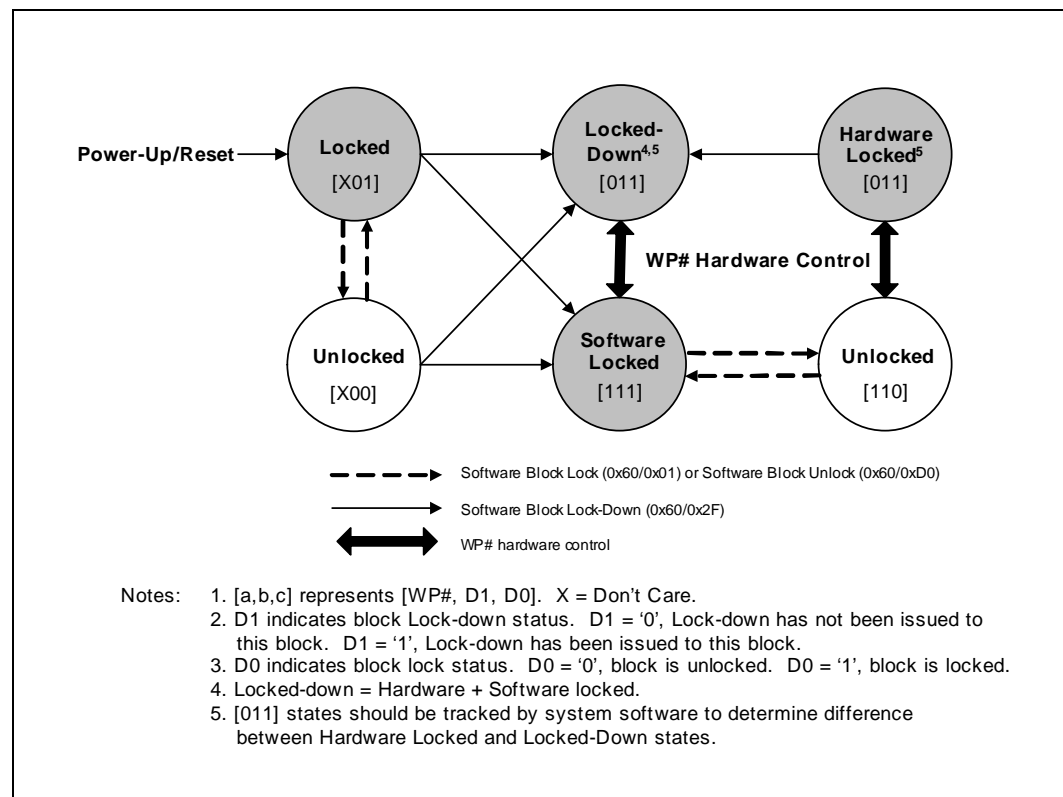 Power-Up/Reset
Locked
[X01]
Locked-
Down4,5
[011]
Hardware
Locked5
[011]
WP# Hardware Control
Unlocked
[X00]
Software
Locked
[111]
Unlocked
[110]
Software Block Lock (0x60/0x01) or Software Block Unlock (0x60/0xD0)
Software Block Lock-Down (0x60/0x2F)
WP# hardware control
Notes: 1. [a,b,c] represents [WP#, D1, D0]. X = Don't Care.
2. D1 indicates block Lock-down status. D1 = ‘0’, Lock-down has not been issued to
this block. D1 = ‘1’, Lock-down has been issued to this block.
3. D0 indicates block lock status. D0 = ‘0’, block is unlocked. D0 = ‘1’, block is locked.
4. Locked-down = Hardware + Software locked.
5. [011] states should be tracked by system software to determine difference
between Hardware Locked and Locked-Down states.